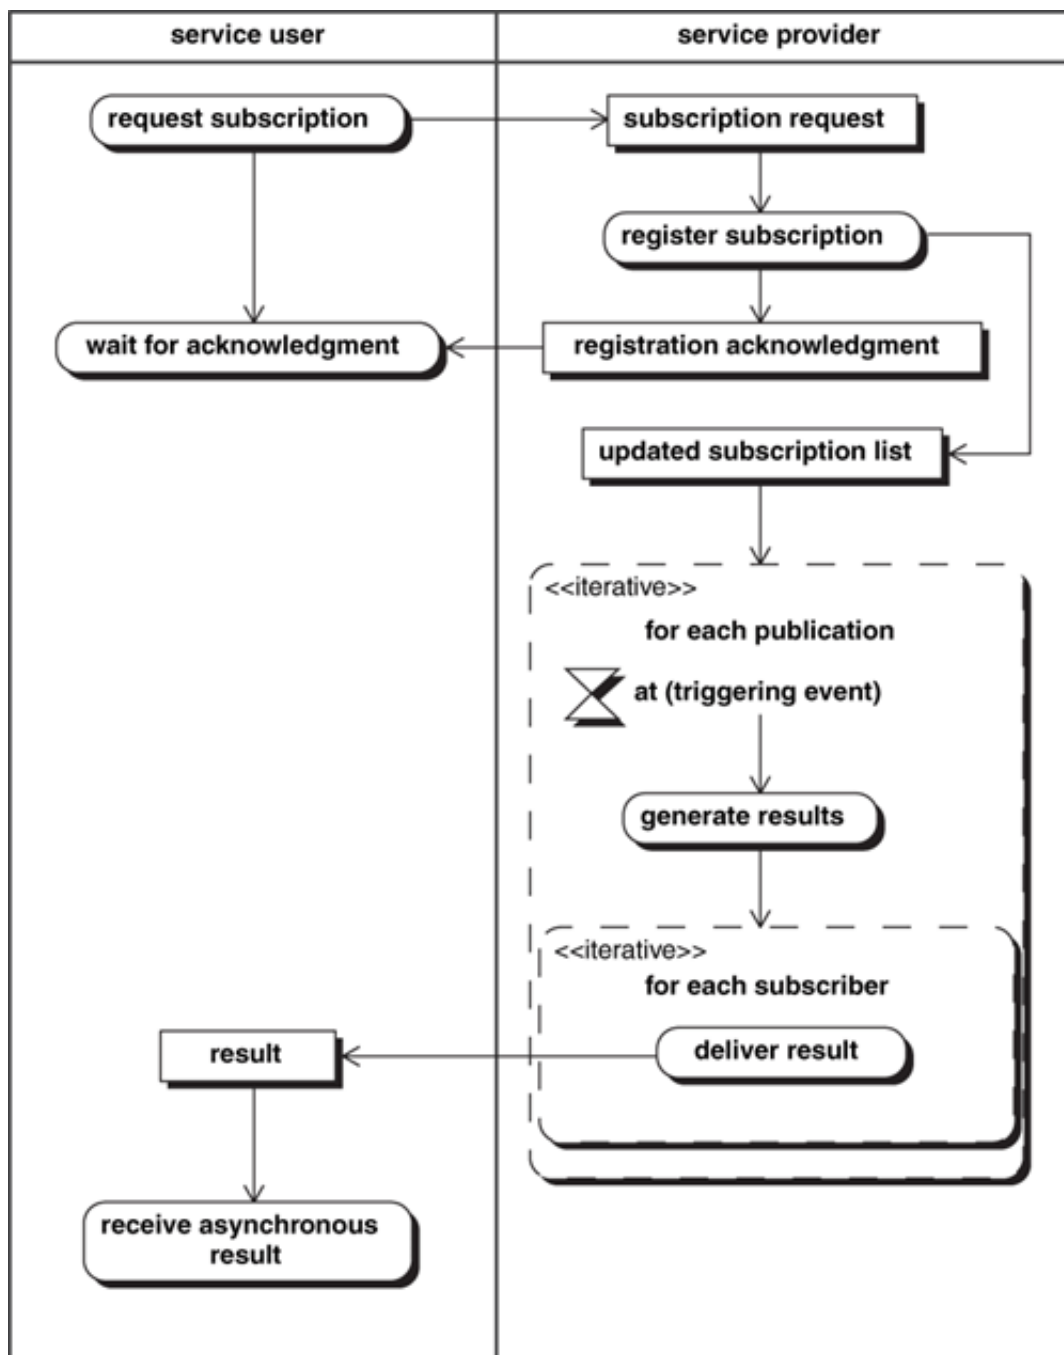 service user
service provider
request subscription
subscription request
register subscription
wait for acknowledgment
registration acknowledgment
updated subscription list
<<iterative>>
for each publication
at (triggering event)
generate results
<<iterative>>
for each subscriber
result
deliver result
receive asynchronous
result